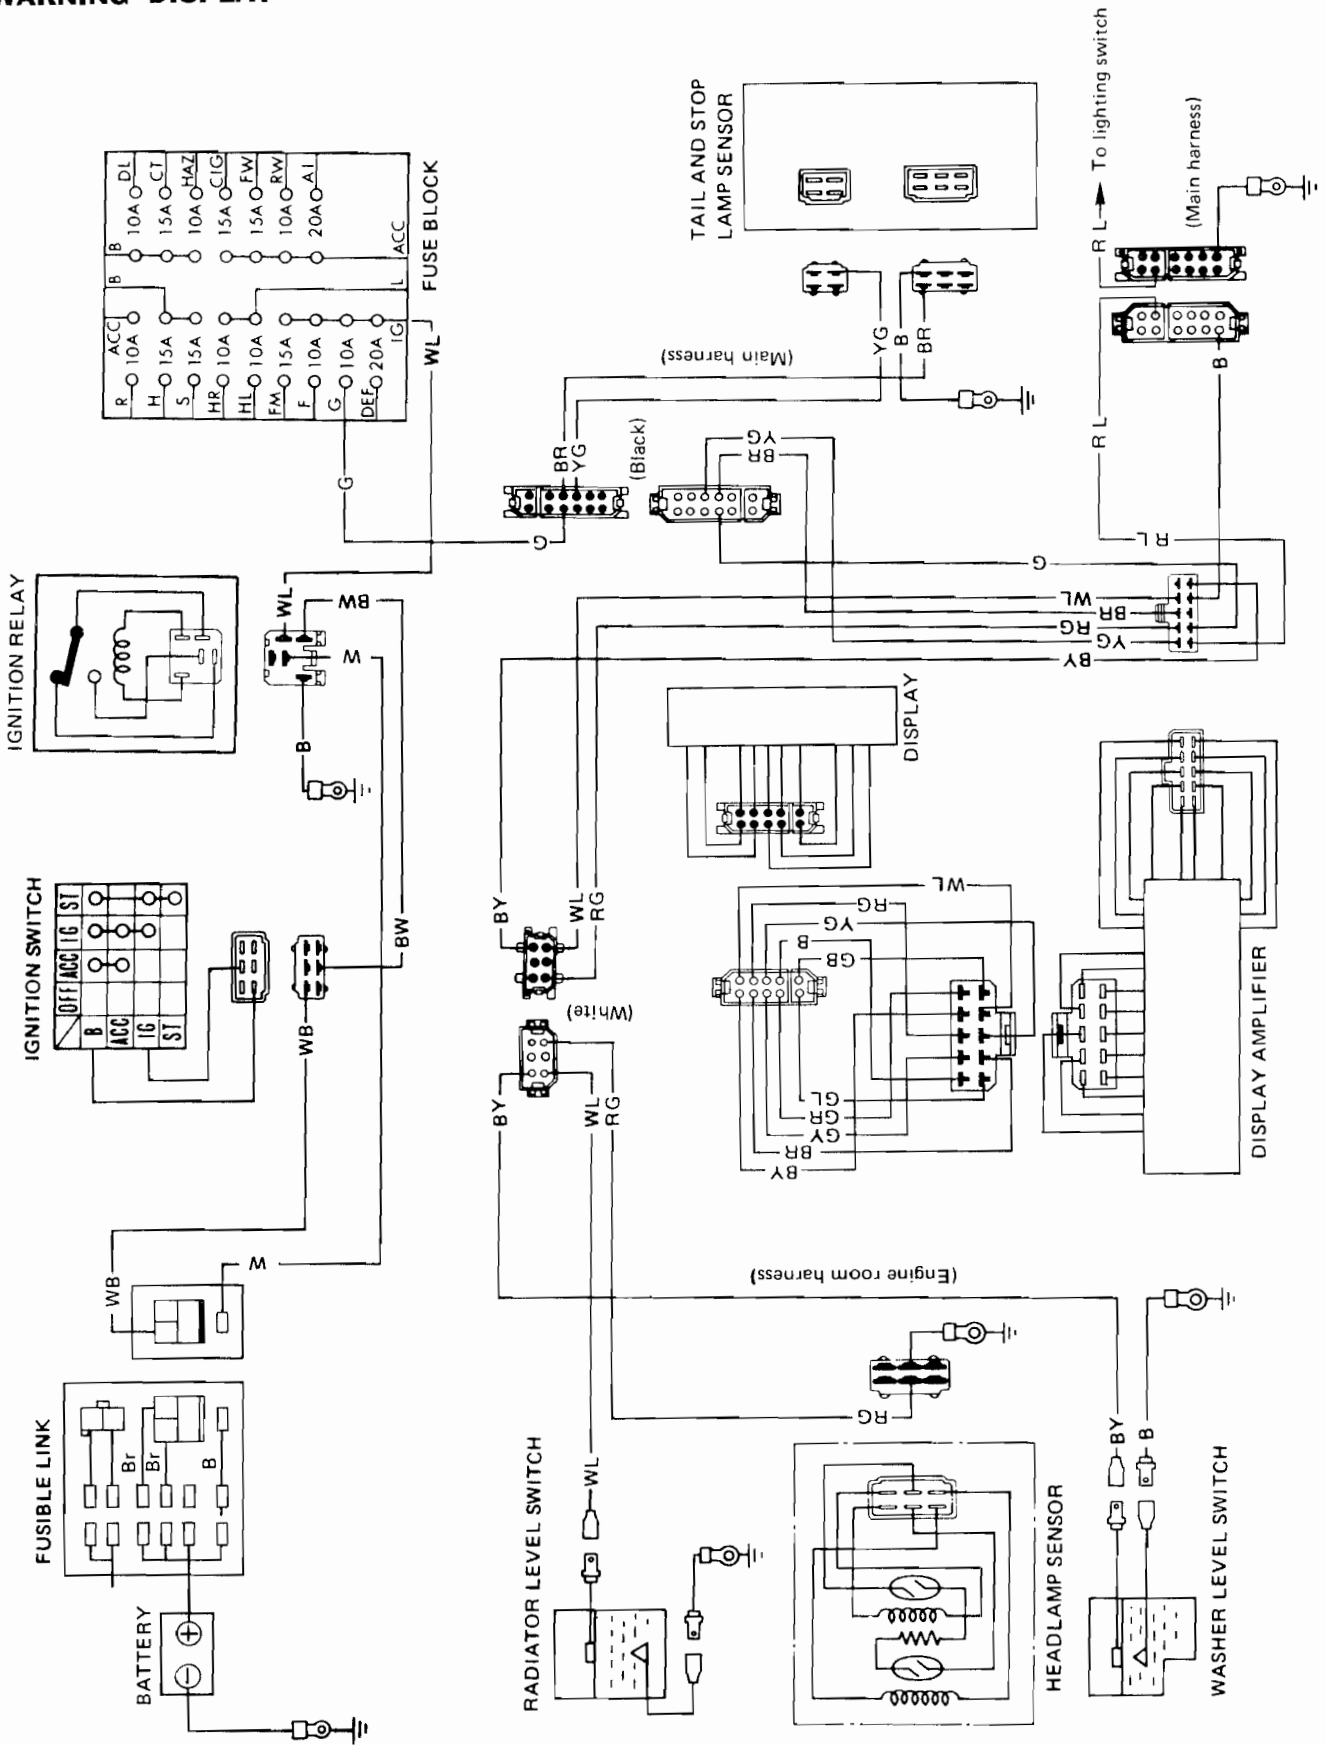 WARNING DISPLAY
BATTERY
FUSIBLE LINK
Br
Br
B
WB
W
IGNITION SWITCH
OFF
ACC
IG
ST
B
ACC
IG
ST
WB
BW
IGNITION RELAY
WL
BW
W
B
FUSE BLOCK
R
ACC
10A
H
15A
S
15A
HR
10A
HL
10A
FM
15A
F
10A
G
10A
DEF
20A
IG
B
B
DL
10A
CT
15A
HAZ
10A
CIG
15A
FW
15A
RW
10A
AI
20A
L
ACC
WL
G
G
BR
YG
(Black)
YG
BR
(Main harness)
TAIL AND STOP
LAMP SENSOR
YG
B
BR
RL
To lighting switch
(Main harness)
B
RL
RL
G
WL
BR
RG
YG
BY
DISPLAY
BY
WL
RG
(White)
BY
WL
RG
WL
RG
YG
B
GB
GL
GR
GY
BR
BY
DISPLAY AMPLIFIER
(Engine room harness)
RG
RADIATOR LEVEL SWITCH
WL
HEADLAMP SENSOR
BY
B
WASHER LEVEL SWITCH